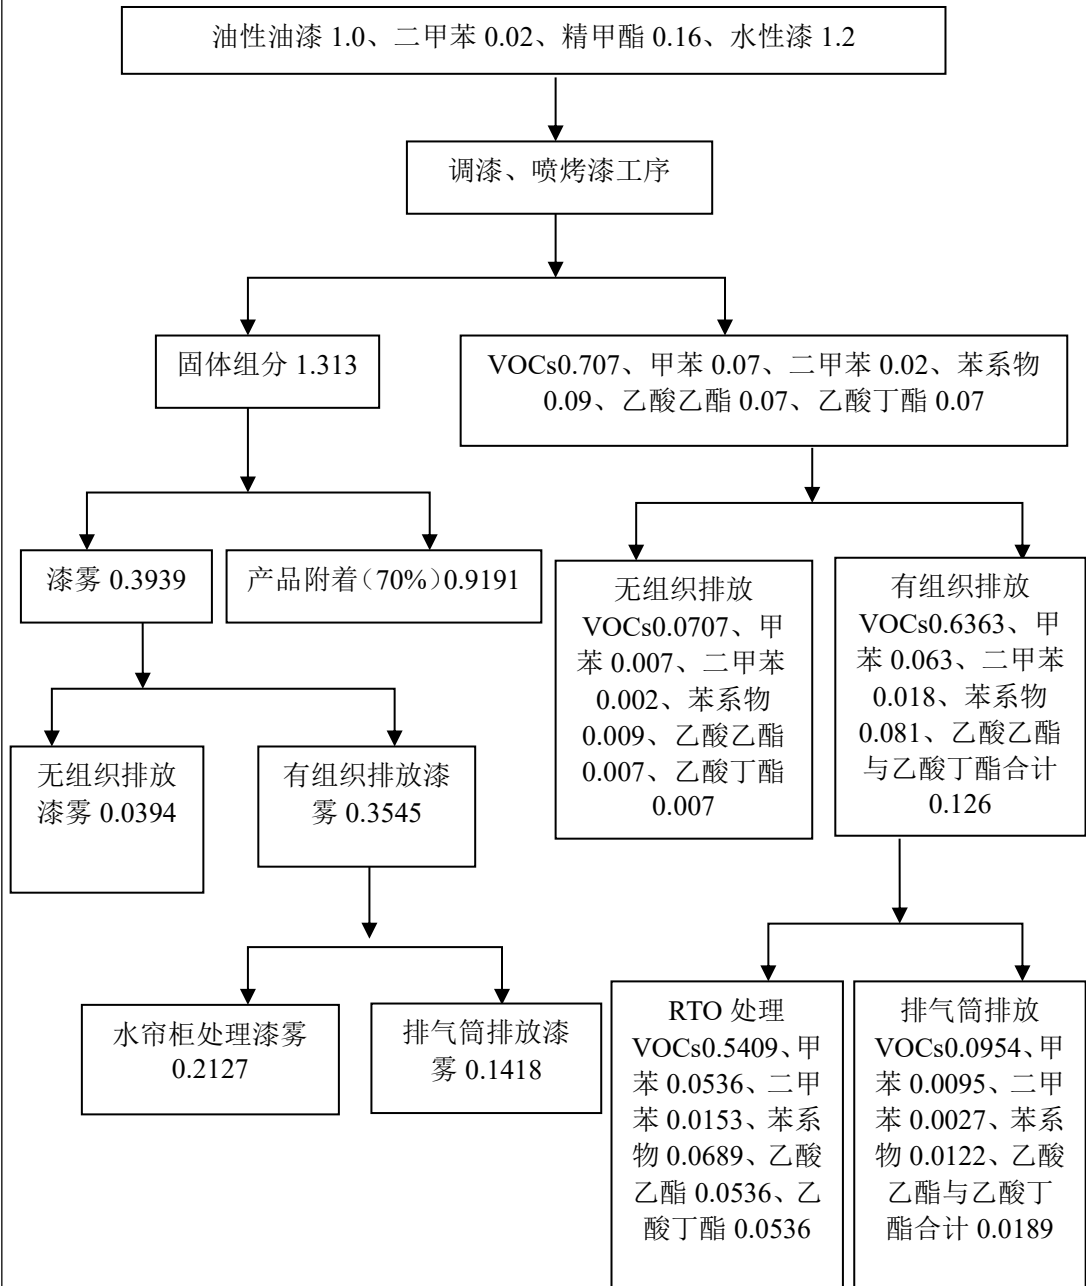 油性油漆 1.0、二甲苯 0.02、精甲酯 0.16、水性漆 1.2
调漆、喷烤漆工序
固体组分 1.313
VOCs0.707、甲苯 0.07、二甲苯 0.02、苯系物
0.09、乙酸乙酯 0.07、乙酸丁酯 0.07
漆雾 0.3939
产品附着（70%）0.9191
无组织排放
VOCs0.0707、甲
苯 0.007、二甲苯
0.002、苯系物
0.009、乙酸乙酯
0.007、乙酸丁酯
0.007
有组织排放
VOCs0.6363、甲
苯 0.063、二甲苯
0.018、苯系物
0.081、乙酸乙酯
与乙酸丁酯合计
0.126
无组织排放
漆雾 0.0394
有组织排放漆
雾 0.3545
水帘柜处理漆雾
0.2127
排气筒排放漆
雾 0.1418
RTO 处理
VOCs0.5409、甲
苯 0.0536、二甲
苯 0.0153、苯系
物 0.0689、乙酸
乙酯 0.0536、乙
酸丁酯 0.0536
排气筒排放
VOCs0.0954、甲
苯 0.0095、二甲
苯 0.0027、苯系
物 0.0122、乙酸
乙酯与乙酸丁
酯合计 0.0189